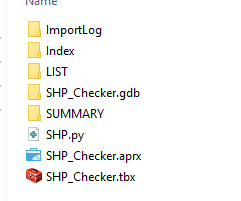 Name
ImportLog
Index
LIST
SHP_Checker.gdb
SUMMARY
SHP.py
SHP_Checker.aprx
SHP_Checker.tbx